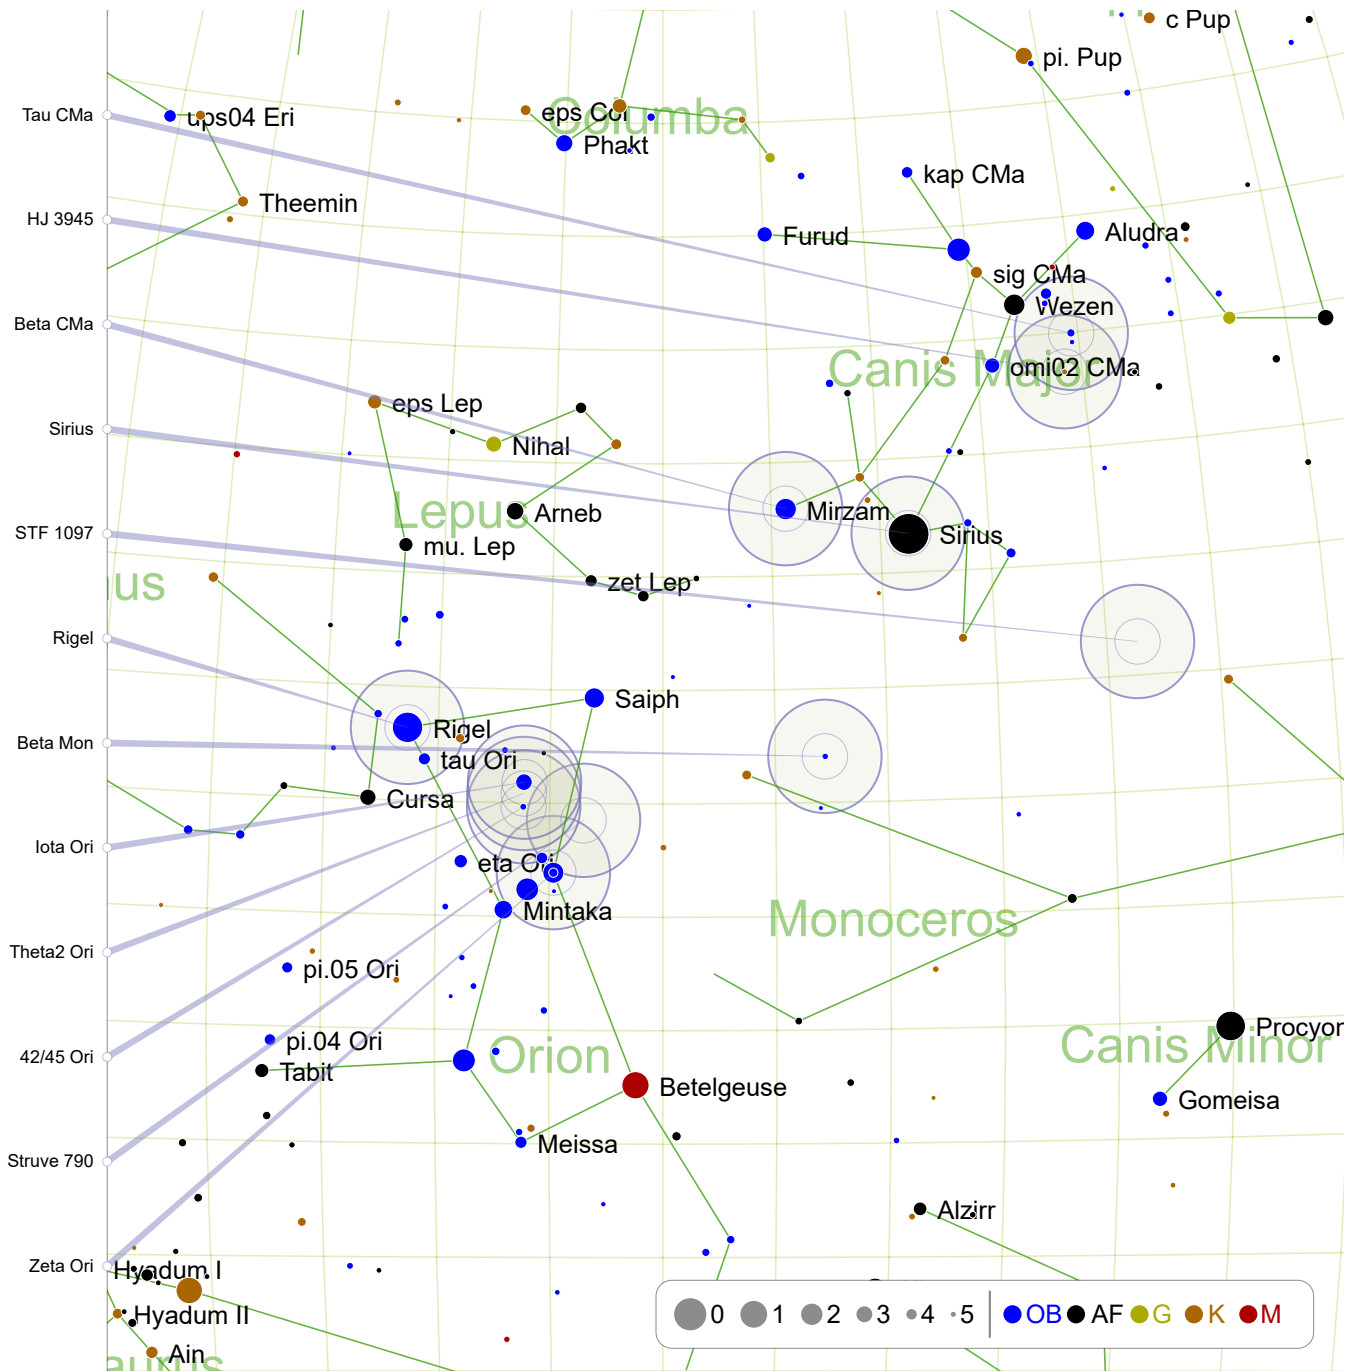 c Pup
pi. Pup
Tau CMa
ups04 Eri
eps Col
Columba
Phakt
kap CMa
Theemin
HJ 3945
Furud
Aludra
sig CMa
Wezen
Beta CMa
Canis Major
omi02 CMa
eps Lep
Sirius
Nihal
Lepus
Arneb
Mirzam
Sirius
STF 1097
mu. Lep
zet Lep
nus
Rigel
Saiph
Rigel
Beta Mon
tau Ori
Cursa
Iota Ori
eta Ori
Mintaka
Monoceros
Theta2 Ori
pi.05 Ori
pi.04 Ori
Orion
Canis Minor
Procyon
42/45 Ori
Tabit
Betelgeuse
Gomeisa
Meissa
Struve 790
Alzirr
Zeta Ori
Hyadum I
Hyadum II
Ain
aurus
0 1 2 3 4 5 OB AF G K M